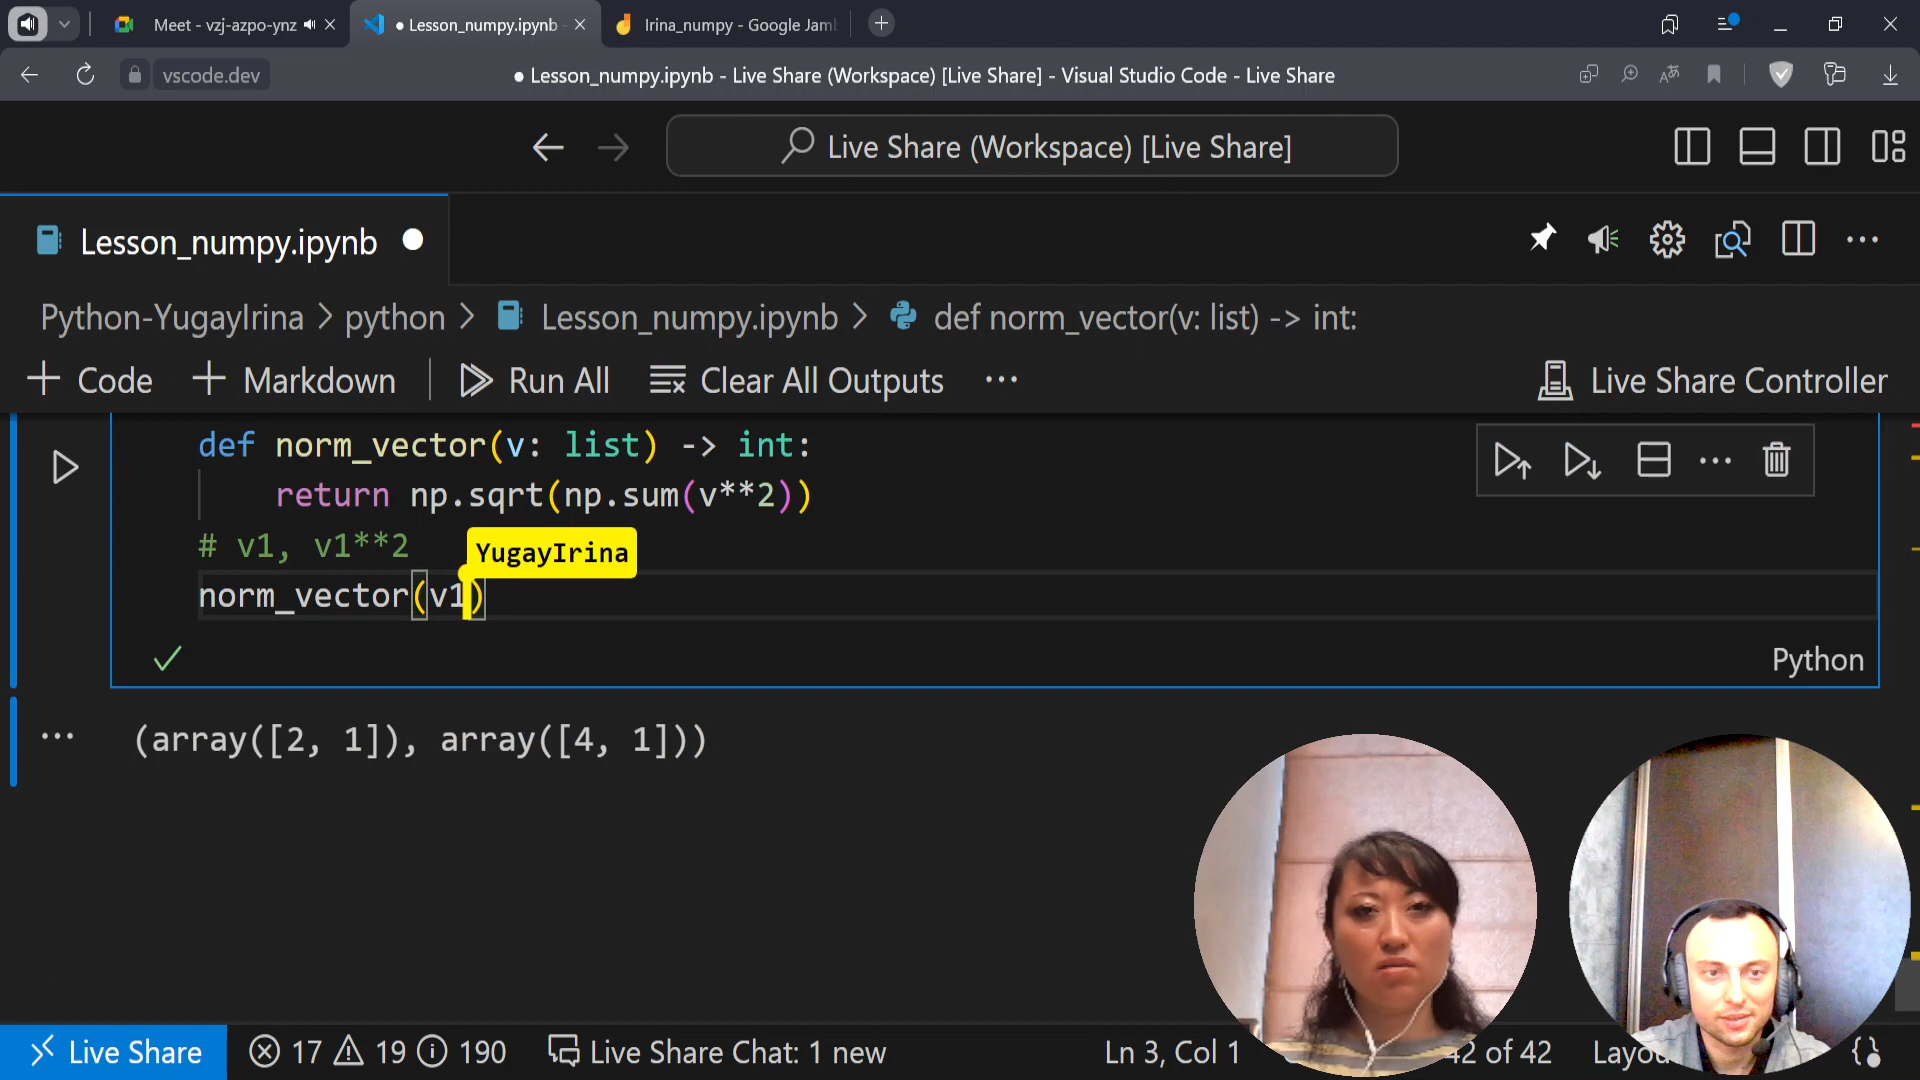 Meet - vzj-azpo-ynz
● Lesson_numpy.ipynb -
Irina_numpy - Google Jam
vscode.dev
● Lesson_numpy.ipynb - Live Share (Workspace) [Live Share] - Visual Studio Code - Live Share
Live Share (Workspace) [Live Share]
Lesson_numpy.ipynb
Python-YugayIrina > python > Lesson_numpy.ipynb > def norm_vector(v: list) -> int:
+ Code + Markdown Run All Clear All Outputs ... Live Share Controller
def norm_vector(v: list) -> int:
return np.sqrt(np.sum(v**2))
# v1, v1**2
YugayIrina
norm_vector(v1)
Python
(array([2, 1]), array([4, 1]))
Live Share 17 19 190 Live Share Chat: 1 new Ln 3, Col 1 42 of 42